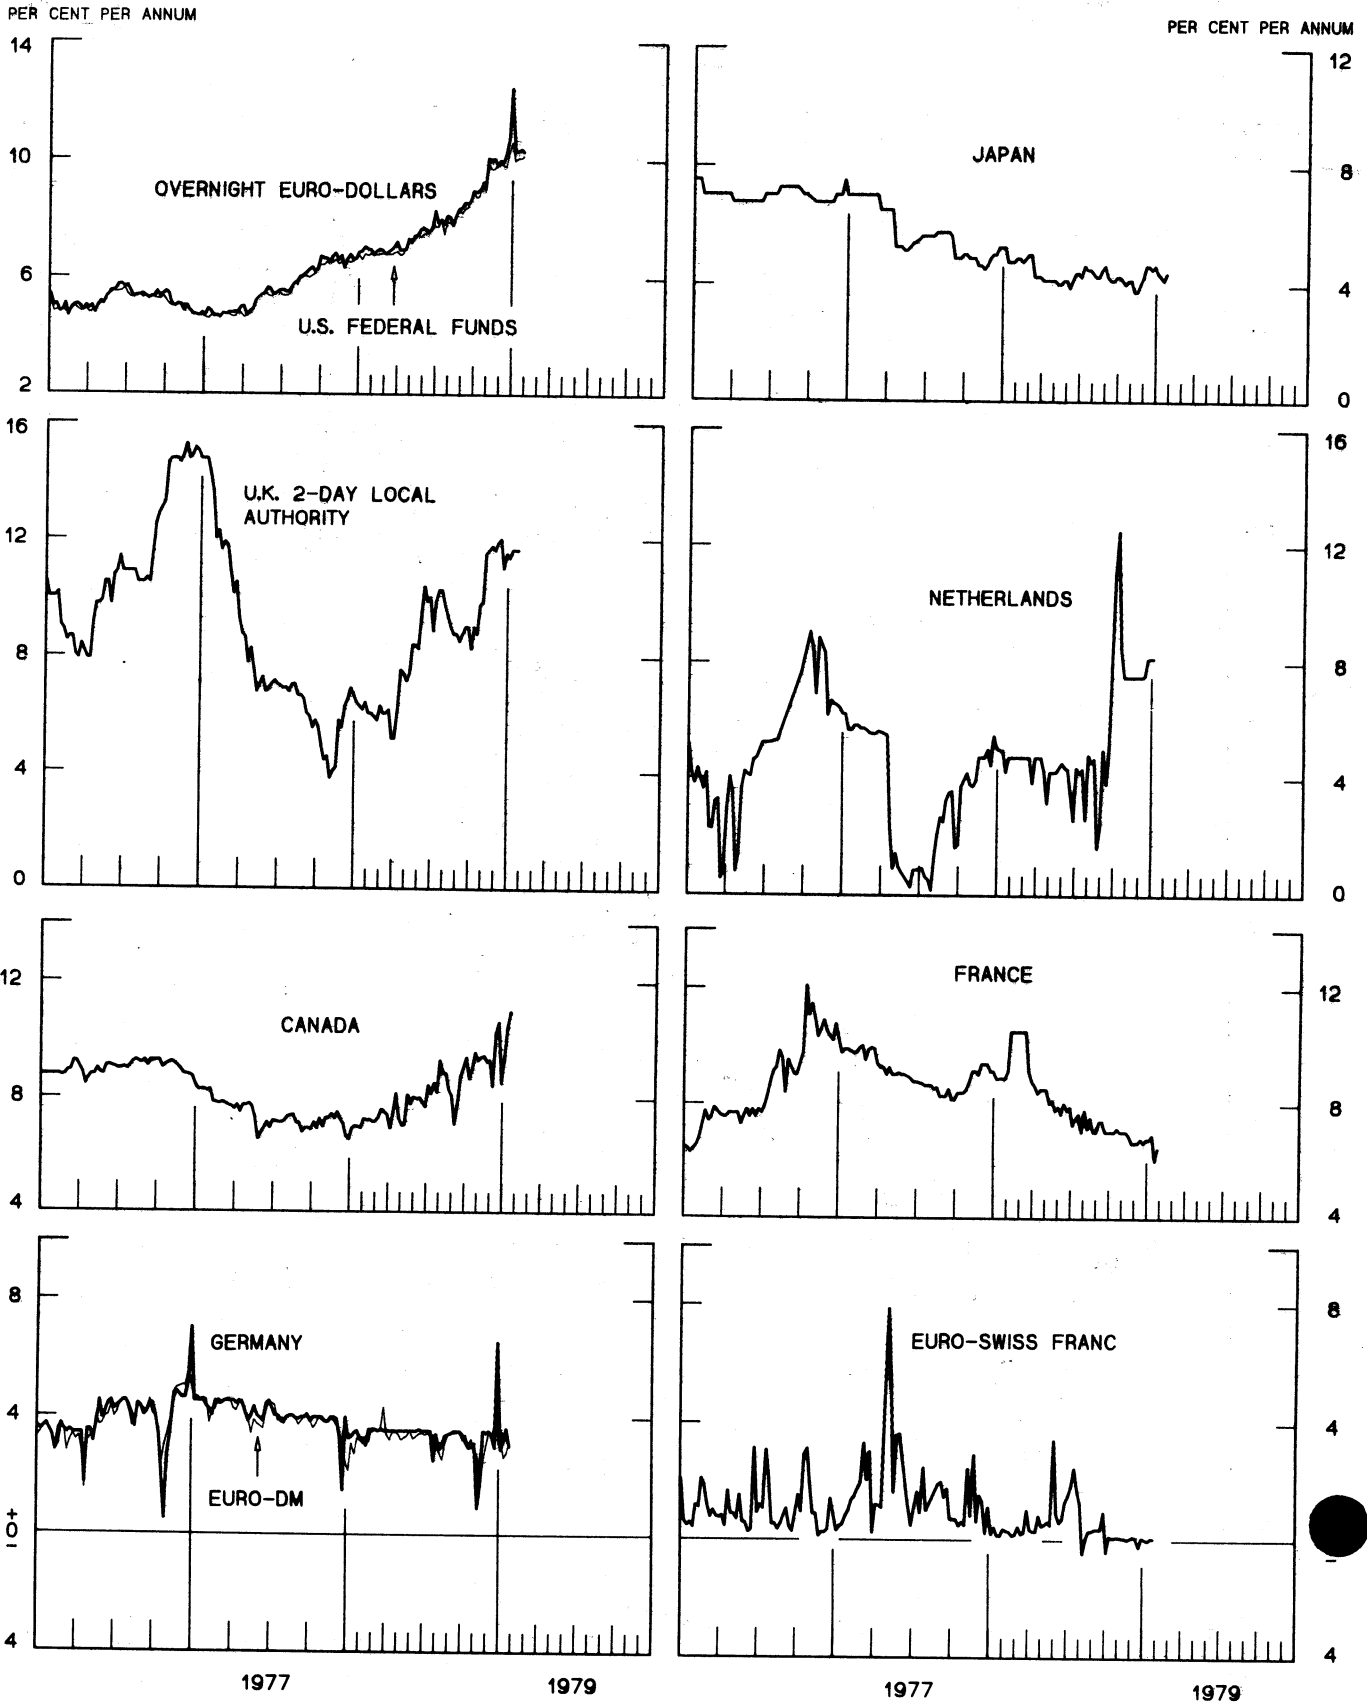 PER CENT PER ANNUM
PER CENT PER ANNUM
14
10
6
2
OVERNIGHT EURO-DOLLARS
U.S. FEDERAL FUNDS
JAPAN
12
8
4
0
16
12
8
4
0
U.K. 2-DAY LOCAL
AUTHORITY
NETHERLANDS
16
12
8
4
0
12
8
4
CANADA
FRANCE
12
8
4
8
4
+
0
–
4
GERMANY
EURO-DM
EURO-SWISS FRANC
8
4
–
4
1977
1979
1977
1979